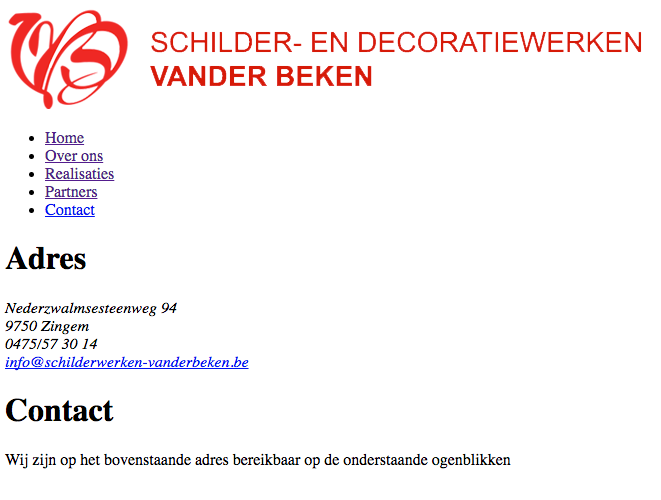 SCHILDER- EN DECORATIEWERKEN
VANDER BEKEN
Home
Over ons
Realisaties
Partners
Contact
Adres
Nederzwalmsesteenweg 94
9750 Zingem
0475/57 30 14
info@schilderwerken-vanderbeken.be
Contact
Wij zijn op het bovenstaande adres bereikbaar op de onderstaande ogenblikken